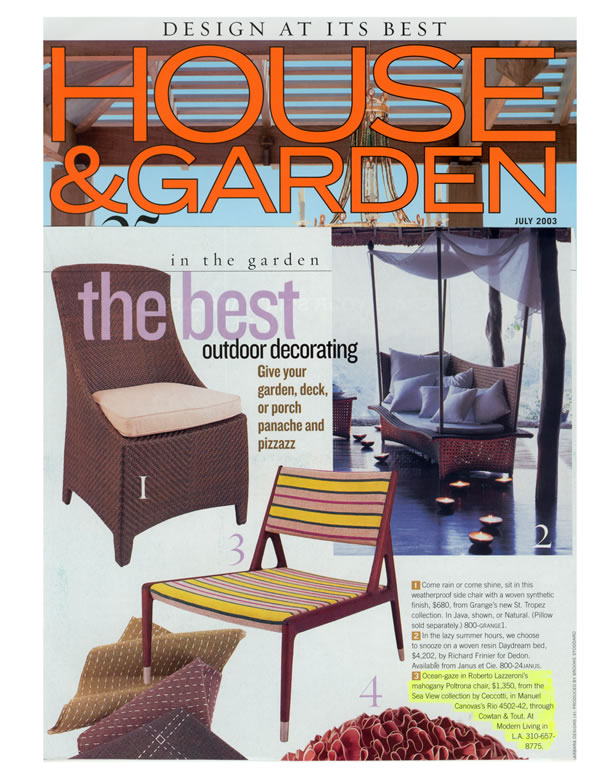 DESIGN AT ITS BEST
HOUSE
&GARDEN
JULY 2003
in the garden
the best
outdoor decorating
Give your
garden, deck,
or porch
panache and
pizzazz
1
2
3
4
1 Come rain or come shine, sit in this
weatherproof side chair with a woven synthetic
finish, $680, from Grange's new St. Tropez
collection. In Java, shown, or Natural. (Pillow
sold separately.) 800-GRANGE1.
2 In the lazy summer hours, we choose
to snooze on a woven resin Daydream bed,
$4,202, by Richard Frinier for Dedon.
Available from Janus et Cie. 800-24JANUS.
3 Ocean-gaze in Roberto Lazzeroni's
mahogany Poltrona chair, $1,350, from the
Sea View collection by Ceccotti, in Manuel
Canovas's Rio 4502-42, through
Cowtan & Tout. At
Modern Living in
L.A. 310-657-
8775.